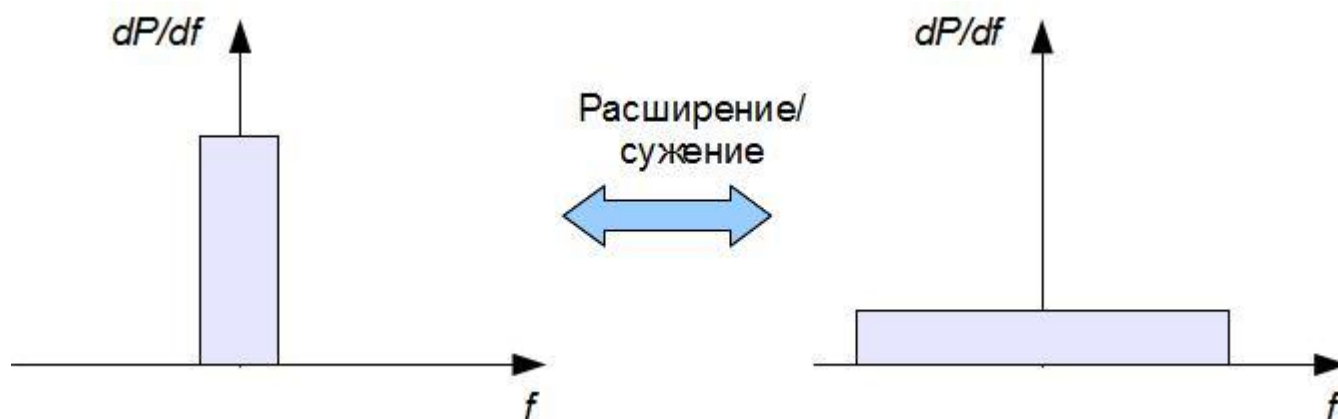 dP/df
dP/df
Расширение/
сужение
f
f